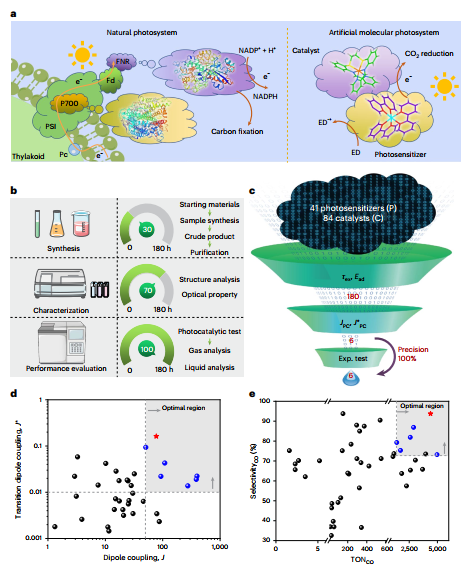 a
Natural photosystem
Artificial molecular photosystem
FNR
NADP⁺ + H⁺
Catalyst
CO₂ reduction
e⁻
Fd
e⁻
e⁻
P700
NADPH
PSI
ED⁺
Carbon fixation
Thylakoid
Pc
e⁻
ED
Photosensitizer
b
Synthesis
30
0 180 h
Starting materials
Sample synthesis
Crude product
Purification
Characterization
70
0 180 h
Structure analysis
Optical property
Performance evaluation
100
0 180 h
Photocatalytic test
Gas analysis
Liquid analysis
c
41 photosensitizers (P)
84 catalysts (C)
180
6
Exp. test
Precision
100%
6
d
Transition dipole coupling, J*
1
0.1
0.01
0.001
Optimal region
1 10 100 1,000
Dipole coupling, J
e
Selectivity_CO (%)
100
90
80
70
60
50
40
30
Optimal region
0 5 200 400 600 2,500 5,000
TON_CO